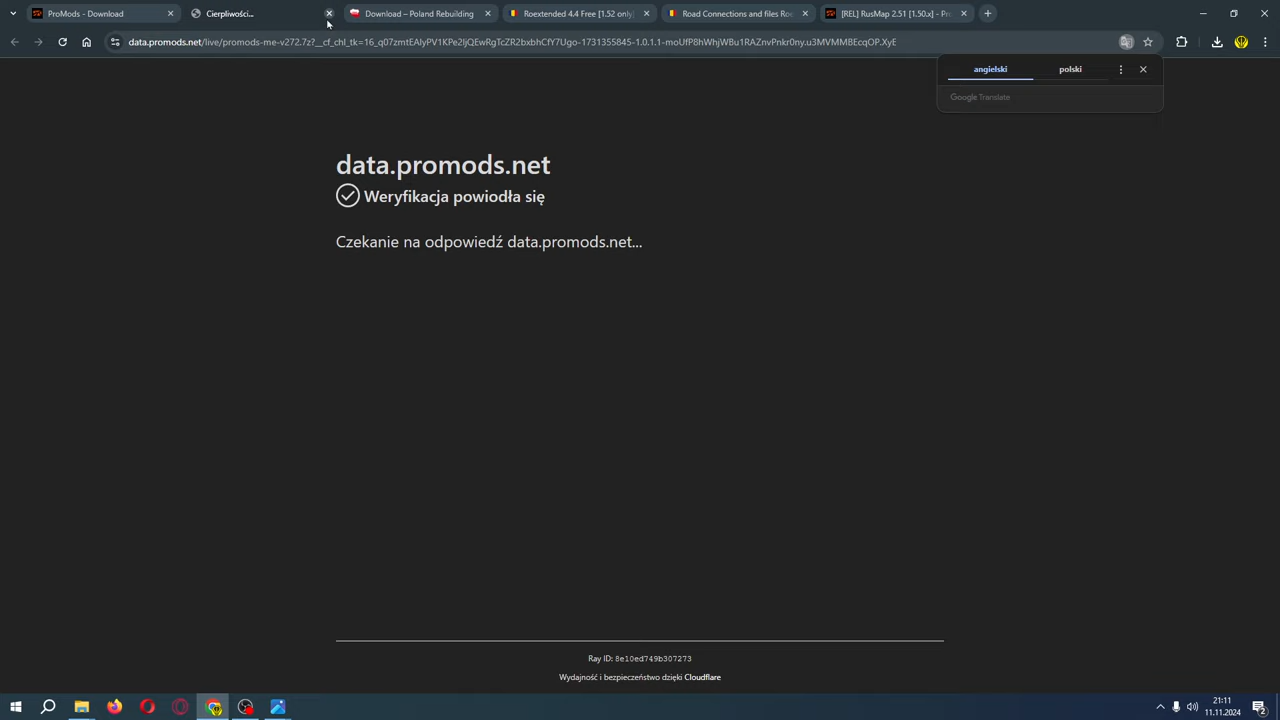 ProMods - Download
Cierpliwości...
Download – Poland Rebuilding
Roextended 4.4 Free [1.52 only]
Road Connections and files Roe
[REL] RusMap 2.51 [1.50.x] - Pr
data.promods.net/live/promods-me-v272.7z?__cf_chl_tk=16_q07zmtEAlyPV1KPe2ljQEwRgTcZR2bxbhCfY7Ugo-1731355845-1.0.1.1-moUfP8hWhjWBu1RAZnvPnkr0ny.u3MVMMBEcqOP.XyE
angielski
polski
Google Translate
data.promods.net
Weryfikacja powiodła się
Czekanie na odpowiedź data.promods.net...
Ray ID: 8e10ed749b307273
Wydajność i bezpieczeństwo dzięki Cloudflare
21:11
11.11.2024
2